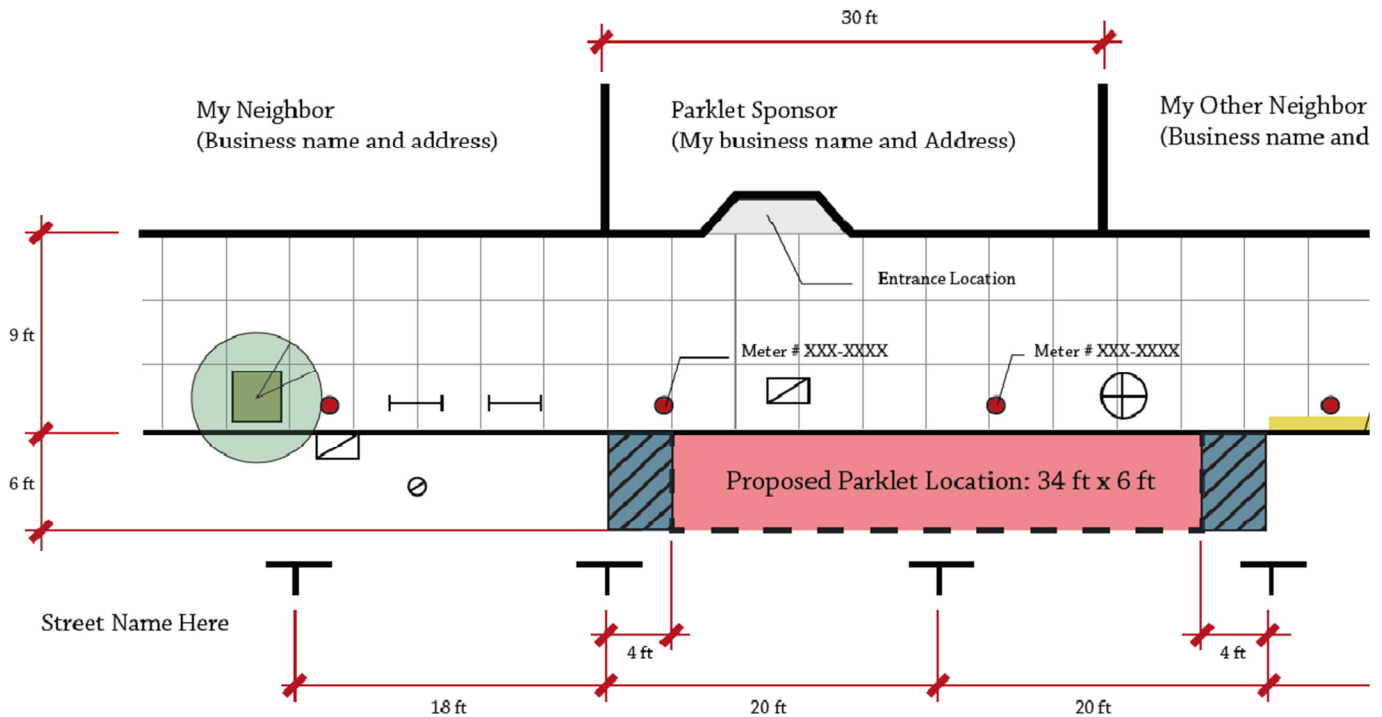 30 ft
My Neighbor
(Business name and address)
Parklet Sponsor
(My business name and Address)
My Other Neighbor
(Business name and
Entrance Location
9 ft
Meter # XXX-XXXX
Meter # XXX-XXXX
6 ft
Proposed Parklet Location: 34 ft x 6 ft
Street Name Here
4 ft
4 ft
18 ft
20 ft
20 ft